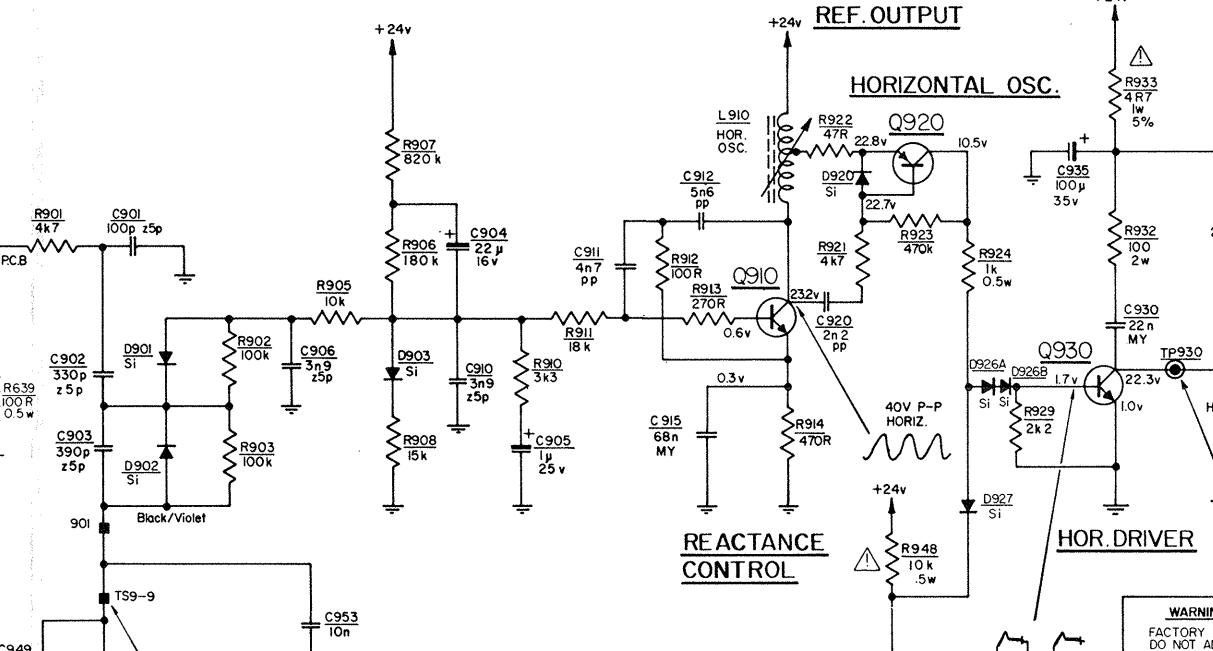 REF. OUTPUT
+24v
+24v
HORIZONTAL OSC.
R933
4R7
1w
5%
L910
HOR.
OSC.
R922
47R
Q920
22.8v
10.5v
R907
820k
C912
5n6
pp
D920
Si
22.7v
C935
100µ
35v
+
R901
4k7
C901
100p z5p
P.C.B
R906
180k
+
C904
22µ
16v
C911
4n7
pp
R912
100R
R921
4k7
R923
470k
R924
1k
0.5w
R932
100
2w
R905
10k
R913
270R
Q910
23.2v
0.6v
C920
2n2
pp
R911
18k
C930
22n
MY
D901
Si
R902
100k
C906
3n9
z5p
D903
Si
C910
3n9
z5p
R910
3k3
Q930
TP930
C902
330p
z5p
R639
100R
0.5w
0.3v
D926A
D926B
Si
Si
1.7v
22.3v
1.0v
40V P-P
HORIZ.
C903
390p
z5p
D902
Si
R903
100k
R908
15k
+
C905
1µ
25v
C915
68n
MY
R914
470R
R929
2k2
H
Black/Violet
901
+24v
D927
Si
REACTANCE
CONTROL
R948
10k
.5w
HOR. DRIVER
TS9-9
C953
10n
C949
WARNIN
FACTORY
DO NOT AD